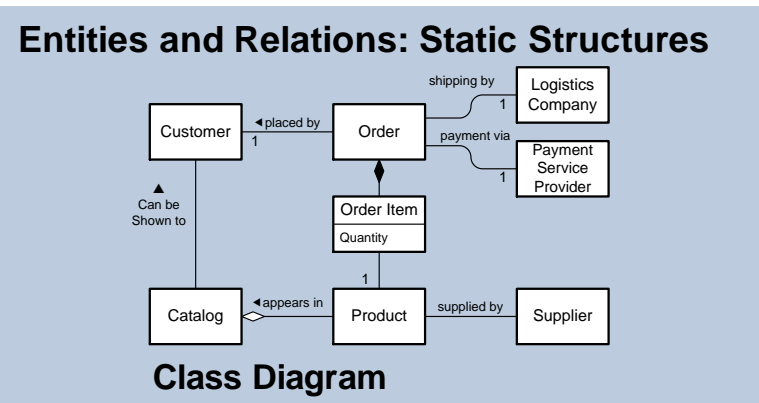 Entities and Relations: Static Structures
shipping by
Logistics
Company
1
Customer
◄placed by
1
Order
payment via
Payment
Service
Provider
1
▲
Can be
Shown to
Order Item
Quantity
1
Catalog
◄appears in
Product
supplied by
Supplier
Class Diagram